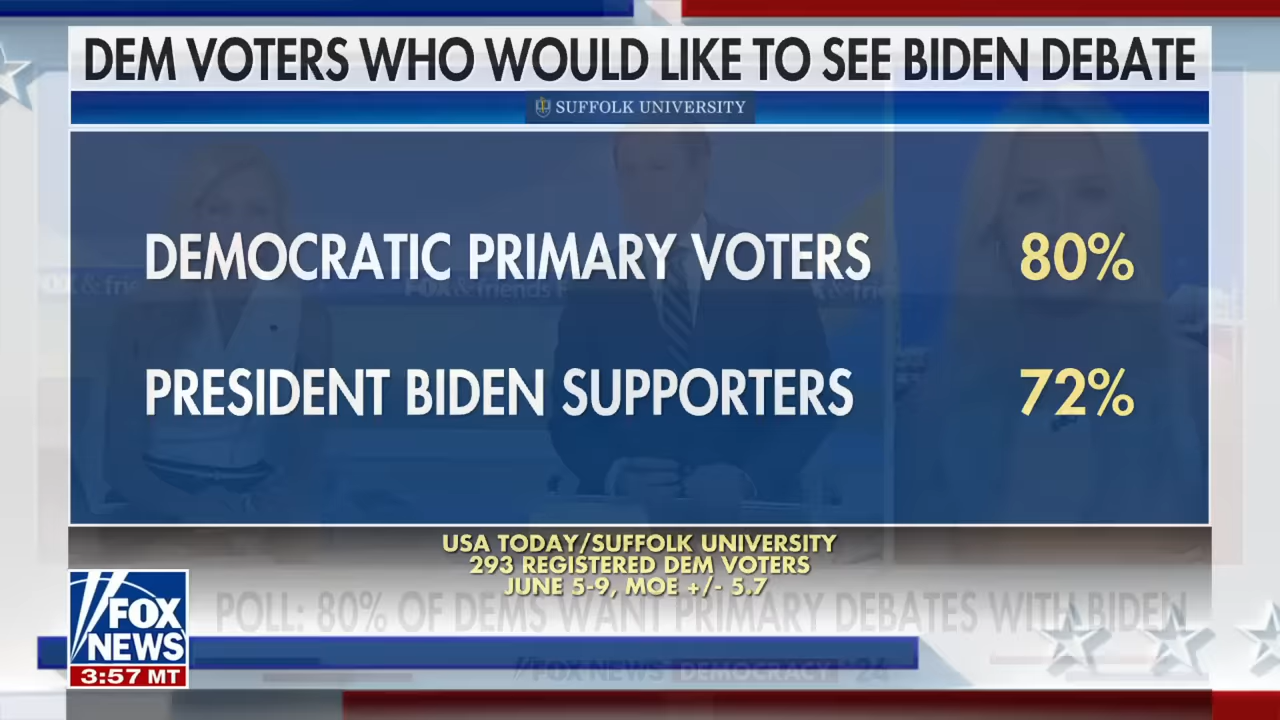 DEM VOTERS WHO WOULD LIKE TO SEE BIDEN DEBATE
SUFFOLK UNIVERSITY
DEMOCRATIC PRIMARY VOTERS 80%
FOX & friends
PRESIDENT BIDEN SUPPORTERS 72%
USA TODAY/SUFFOLK UNIVERSITY
293 REGISTERED DEM VOTERS
JUNE 5-9, MOE +/- 5.7
POLL: 80% OF DEMS WANT PRIMARY DEBATES WITH BIDEN
FOX
NEWS
3:57 MT
FOX NEWS DEMOCRACY '24